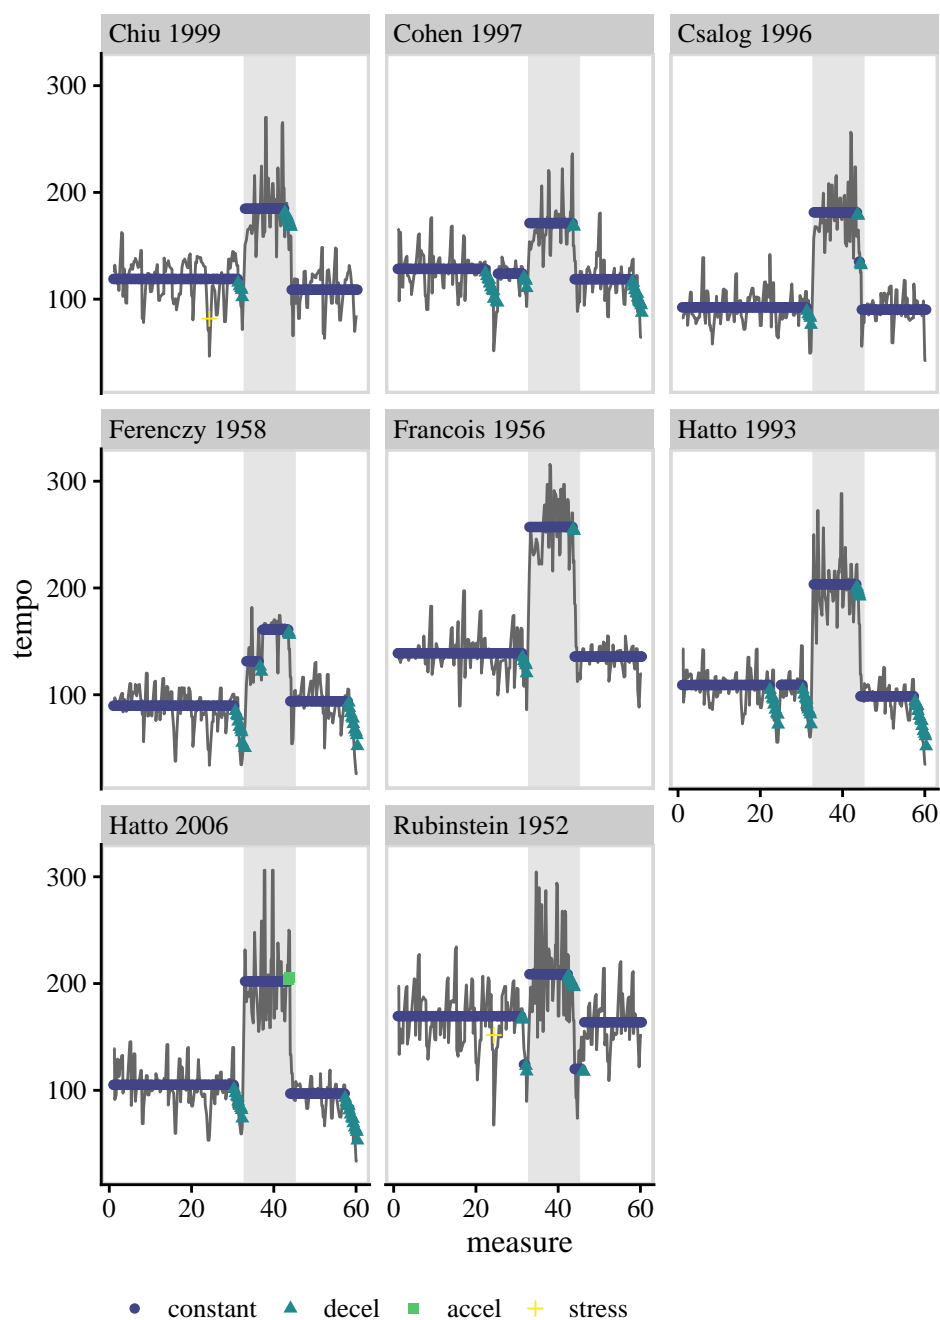 Chiu 1999 Cohen 1997 Csalog 1996
300
200
100
Ferenczy 1958 Francois 1956 Hatto 1993
300
200
100
tempo
0 20 40 60
Hatto 2006 Rubinstein 1952
300
200
100
0 20 40 60 0 20 40 60
measure
constant decel accel stress